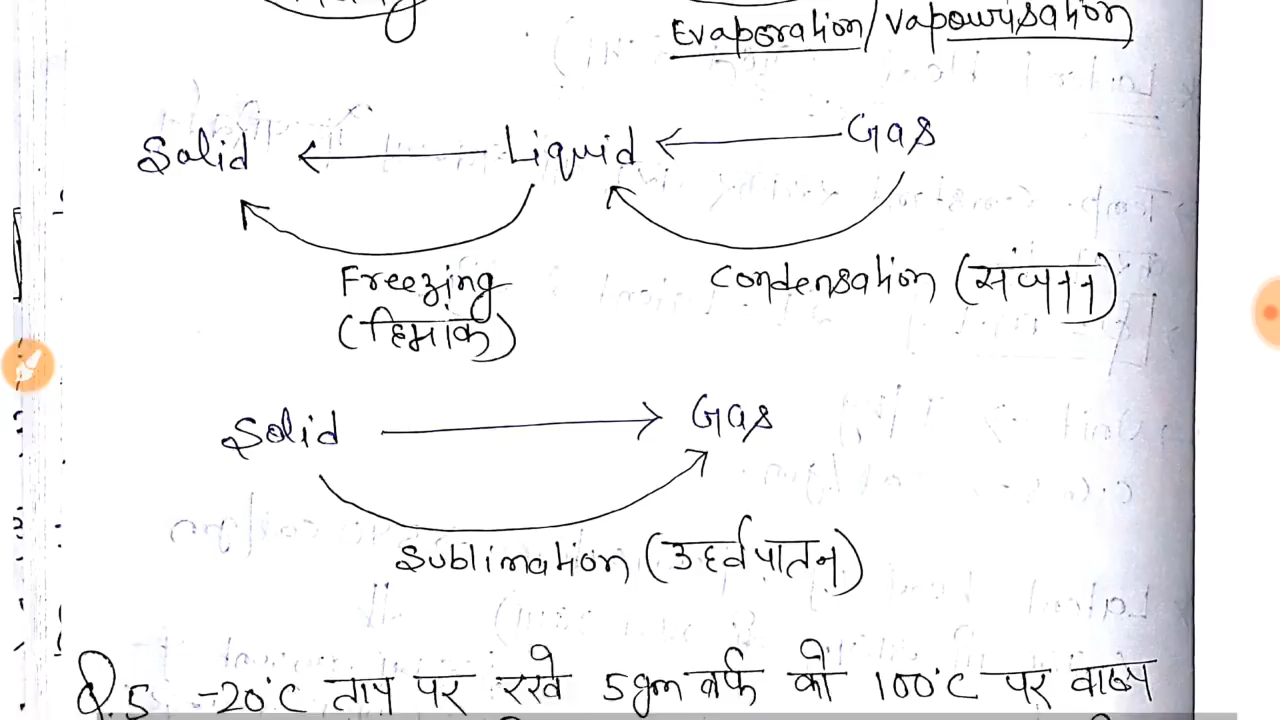 Evaporation/vapourisation
Solid ← Liquid ← Gas
Freezing
(हिमांक)
Condensation (संघनन)
Solid → Gas
Sublimation (उर्ध्वपातन)
Q.5 -20°C ताप पर रखे 5gm बर्फ को 100°C पर वाष्प